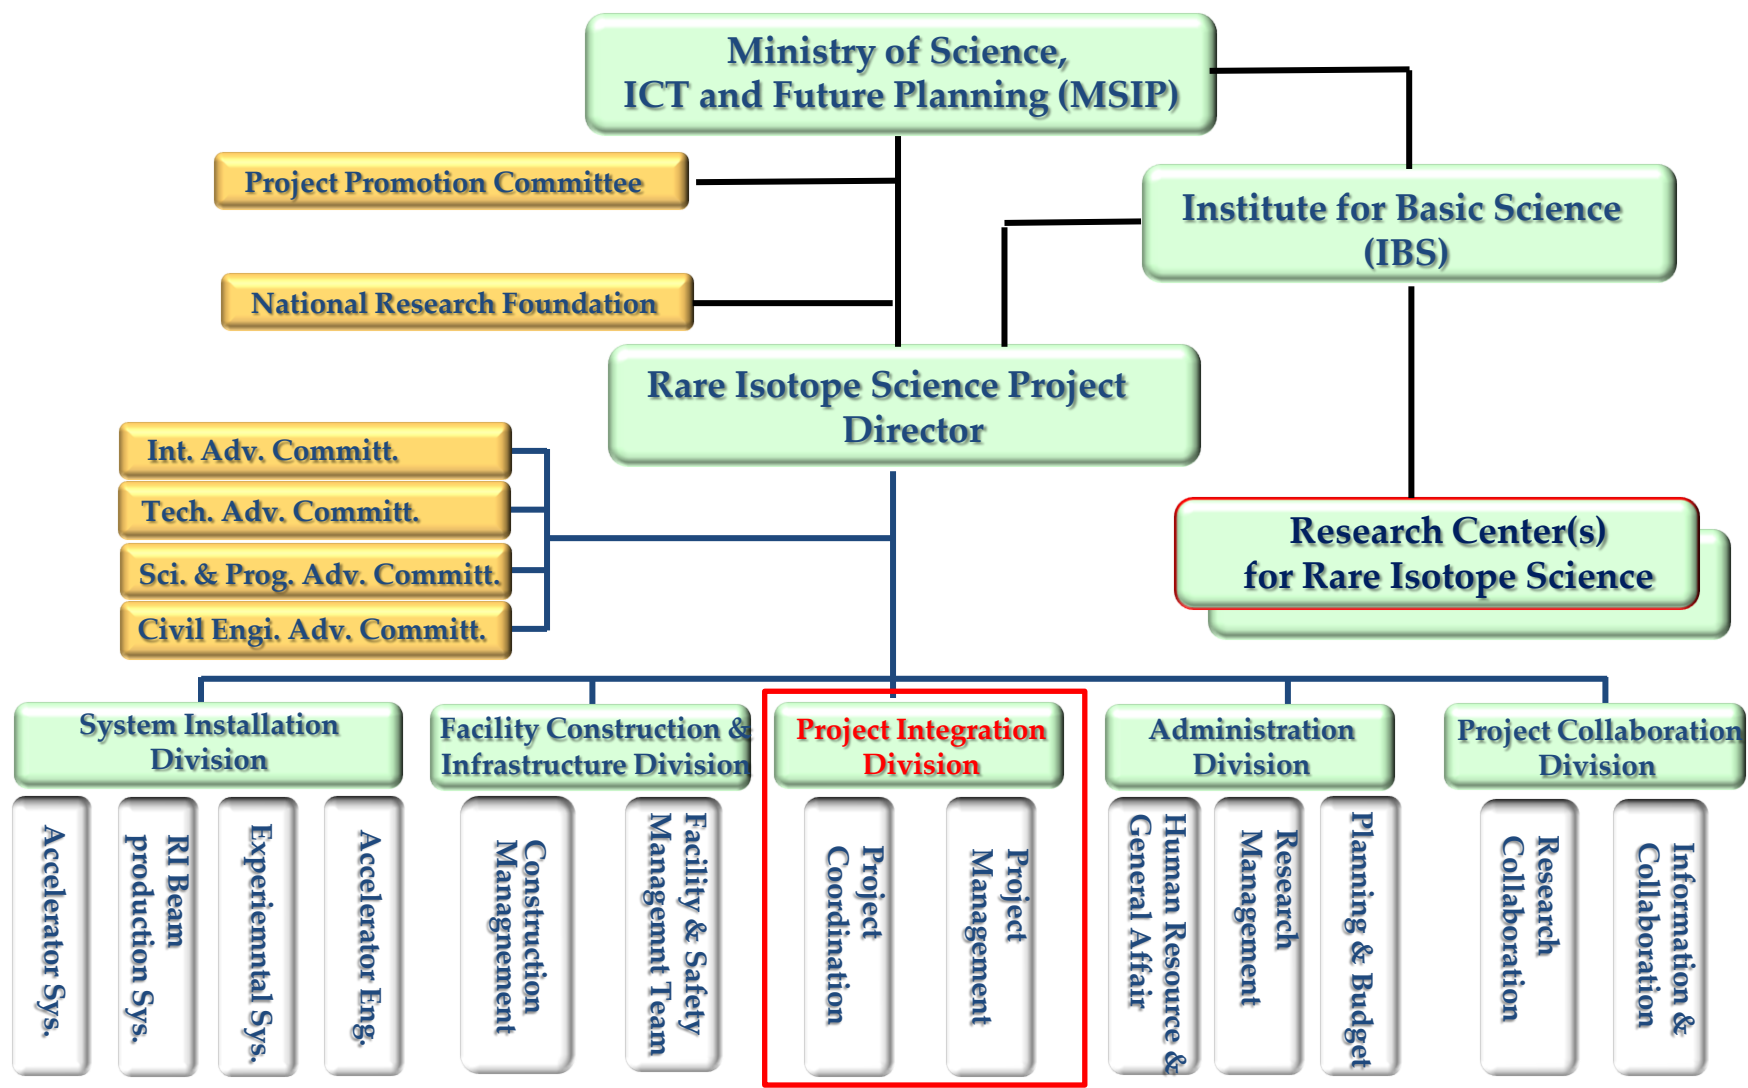 Ministry of Science,
ICT and Future Planning (MSIP)
Project Promotion Committee
Institute for Basic Science
(IBS)
National Research Foundation
Rare Isotope Science Project
Director
Int. Adv. Committ.
Tech. Adv. Committ.
Sci. & Prog. Adv. Committ.
Civil Engi. Adv. Committ.
Research Center(s)
for Rare Isotope Science
System Installation
Division
Facility Construction &
Infrastructure Division
Project Integration
Division
Administration
Division
Project Collaboration
Division
Accelerator Sys.
RI Beam
production Sys.
Experiemntal Sys.
Accelerator Eng.
Construction
Managnement
Facility & Safety
Managemnt Team
Project
Coordination
Project
Management
Human Resource &
General Affair
Research
Management
Planning & Budget
Research
Collaboration
Information &
Collaboration